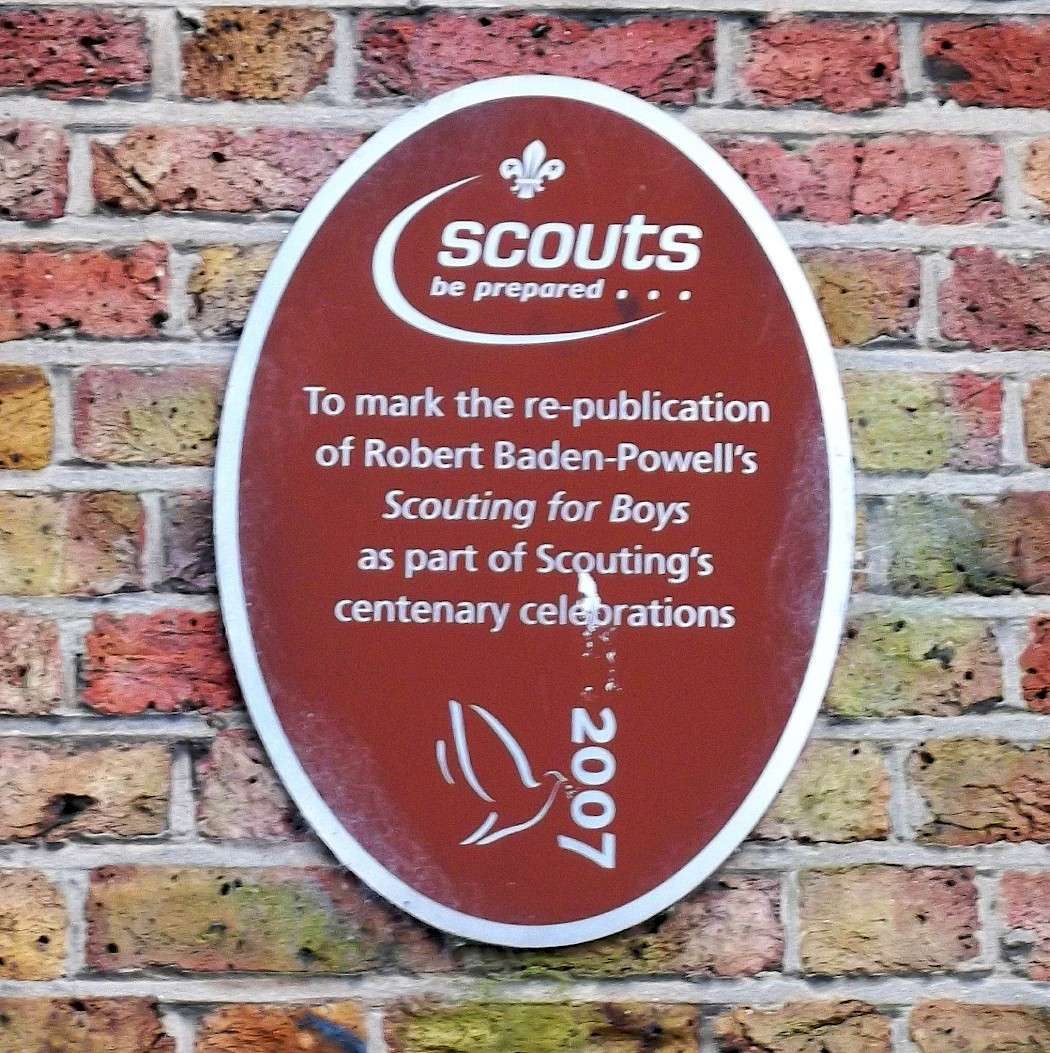 scouts
be prepared...
To mark the re-publication
of Robert Baden-Powell's
Scouting for Boys
as part of Scouting's
centenary celebrations
2007